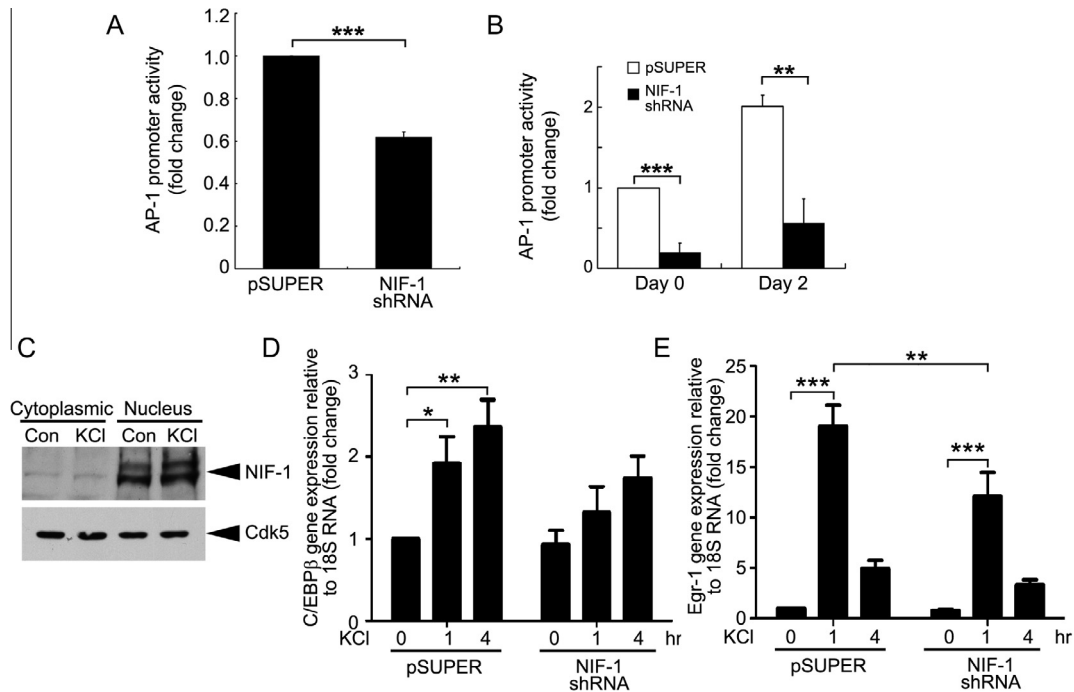 A
AP-1 promoter activity
(fold change)
1.2
1.0
0.8
0.6
0.4
0.2
0
***
pSUPER
NIF-1
shRNA
B
AP-1 promoter activity
(fold change)
2
1
0
pSUPER
NIF-1
shRNA
***
**
Day 0
Day 2
C
Cytoplasmic Nucleus
Con KCl Con KCl
NIF-1
Cdk5
D
C/EBPβ gene expression relative
to 18S RNA (fold change)
3
2
1
0
*
**
KCl 0 1 4 0 1 4 hr
pSUPER
NIF-1
shRNA
E
Egr-1 gene expression relative
to 18S RNA (fold change)
25
20
15
10
5
0
***
**
***
KCl 0 1 4 0 1 4 hr
pSUPER
NIF-1
shRNA